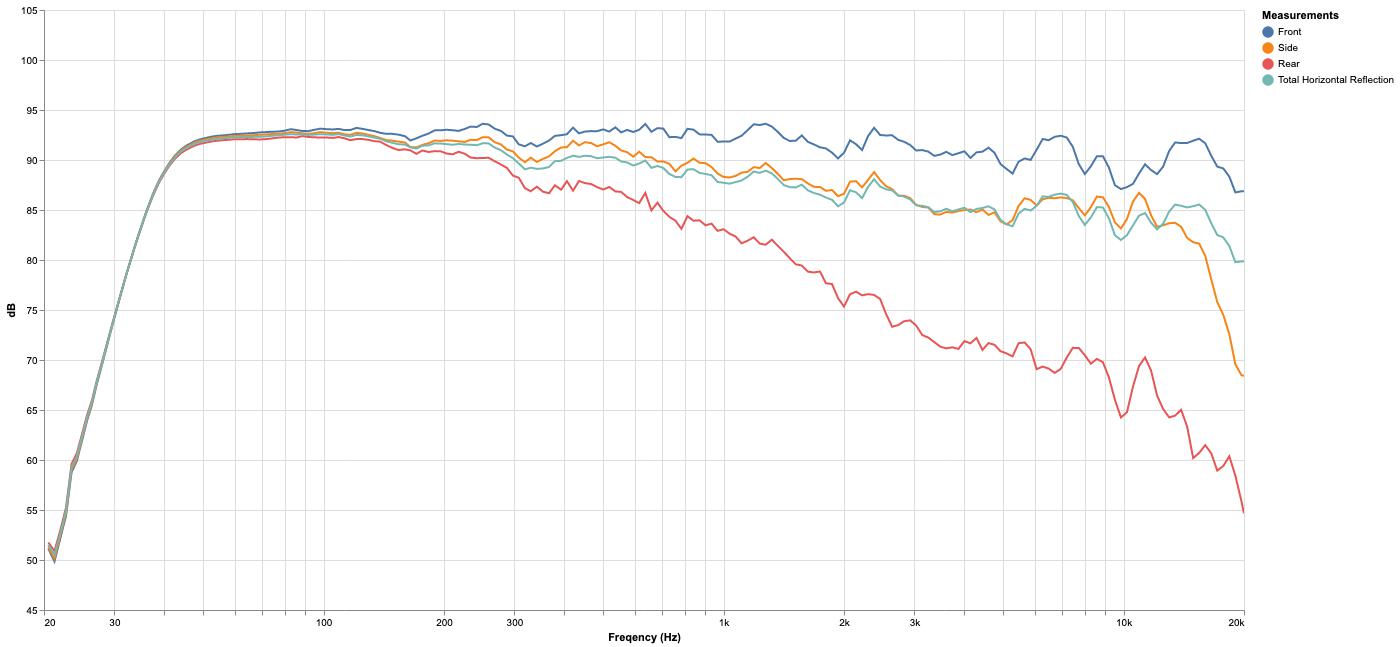 105
100
95
90
85
80
75
70
65
60
55
50
45
dB
20 30 100 200 300 1k 2k 3k 10k 20k
Freqency (Hz)
Measurements
Front
Side
Rear
Total Horizontal Reflection